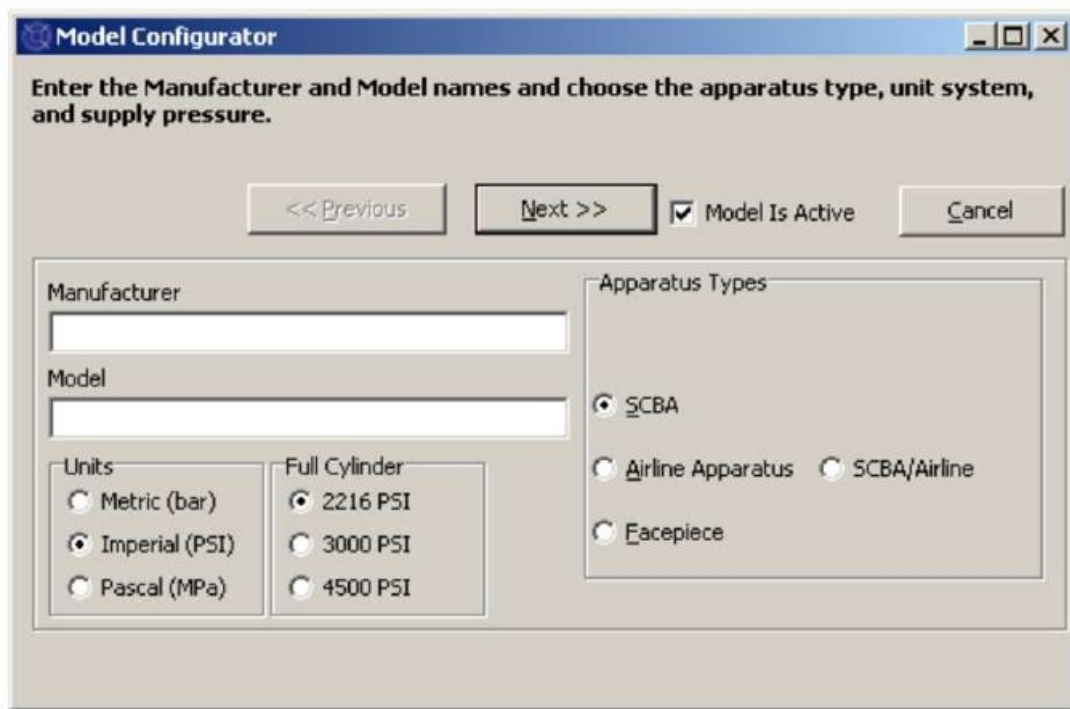 Model Configurator
Enter the Manufacturer and Model names and choose the apparatus type, unit system,
and supply pressure.
<< Previous
Next >>
Model Is Active
Cancel
Manufacturer
Model
Units
Metric (bar)
Imperial (PSI)
Pascal (MPa)
Full Cylinder
2216 PSI
3000 PSI
4500 PSI
Apparatus Types
SCBA
Airline Apparatus
SCBA/Airline
Facepiece